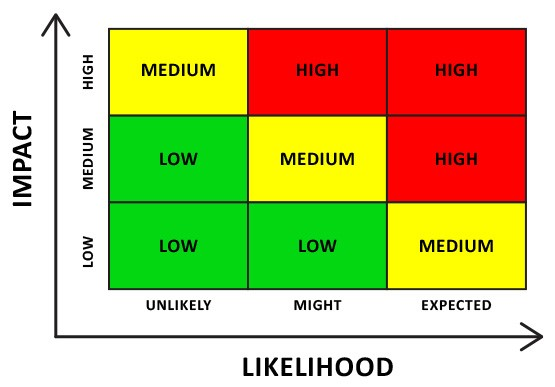 IMPACT
HIGH
MEDIUM HIGH HIGH
MEDIUM
LOW MEDIUM HIGH
LOW
LOW LOW MEDIUM
UNLIKELY MIGHT EXPECTED
LIKELIHOOD